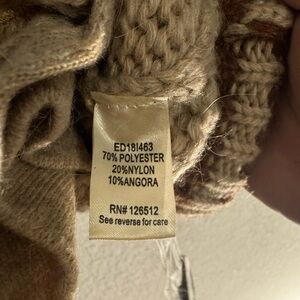 ED18I463
70% POLYESTER
20%NYLON
10%ANGORA
RN# 126512
See reverse for care